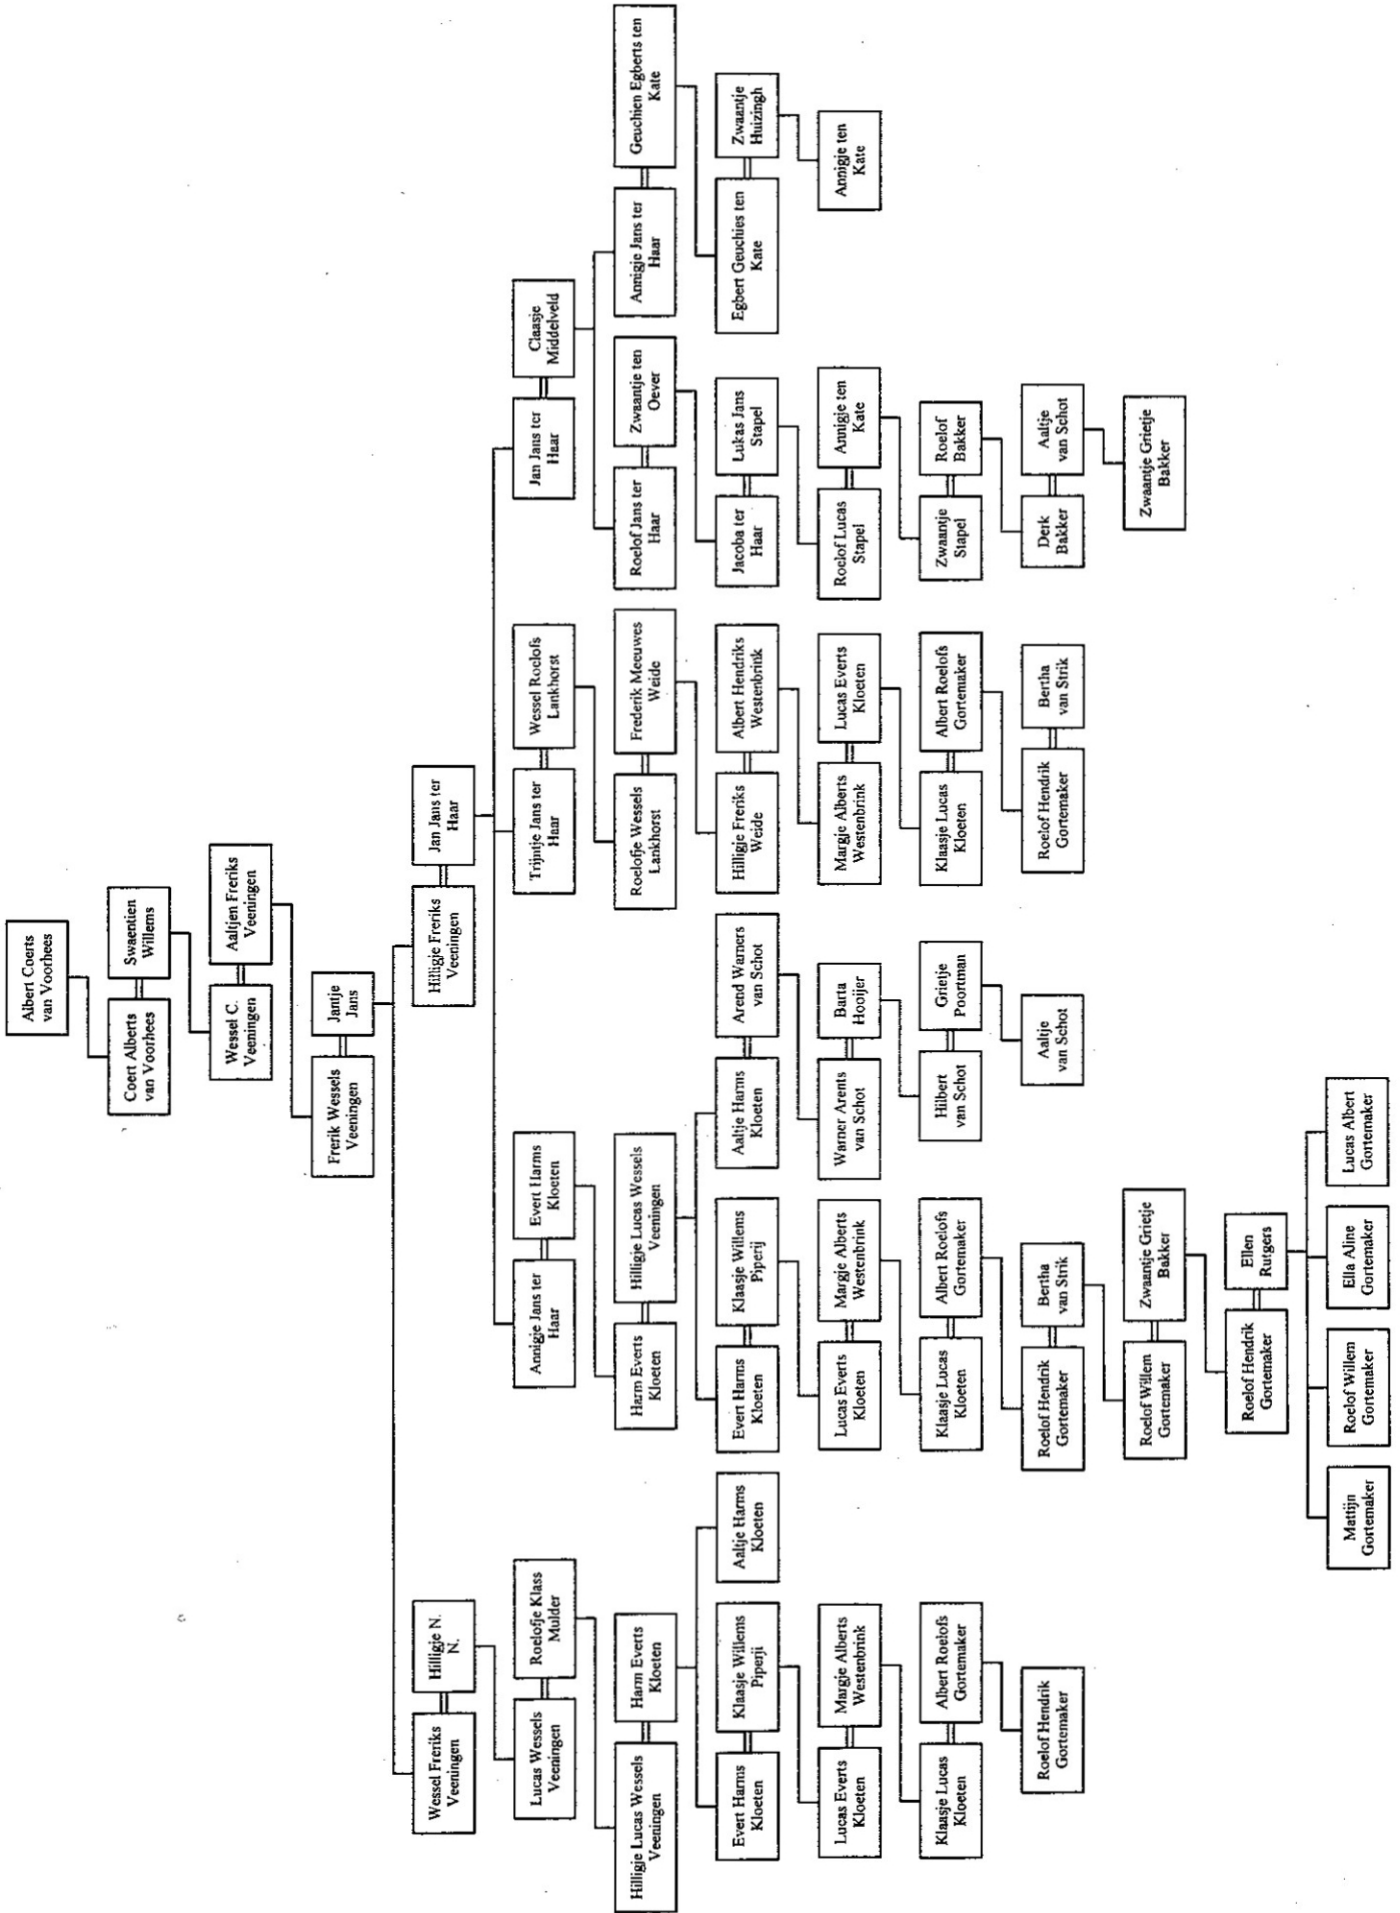 Albert Coerts
van Voorhees
Coert Alberts
van Voorhees
Swaentien
Willems
Wessel C.
Veeningen
Aaltjen Freriks
Veeningen
Frerik Wessels
Veeningen
Jantje
Jans
Wessel Freriks
Veeningen
Hilligje N.
N.
Hilligje Freriks
Veeningen
Jan Jans ter
Haar
Lucas Wessels
Veeningen
Roelofje Klass
Mulder
Annigje Jans ter
Haar
Evert Harms
Kloeten
Trijntje Jans ter
Haar
Wessel Roelofs
Lankhorst
Jan Jans ter
Haar
Claasje
Middelveld
Hilligje Lucas Wessels
Veeningen
Harm Everts
Kloeten
Harm Everts
Kloeten
Hilligje Lucas Wessels
Veeningen
Roelofje Wessels
Lankhorst
Frederik Meeuwes
Weide
Roelof Jans ter
Haar
Zwaantje ten
Oever
Annigje Jans ter
Haar
Geuchien Egberts ten
Kate
Evert Harms
Kloeten
Klaasje Willems
Piperji
Aaltje Harms
Kloeten
Evert Harms
Kloeten
Klaasje Willems
Piperij
Aaltje Harms
Kloeten
Arend Warners
van Schot
Hilligje Freriks
Weide
Albert Hendriks
Westenbrink
Jacoba ter
Haar
Lukas Jans
Stapel
Egbert Geuchies ten
Kate
Zwaantje
Huizingh
Lucas Everts
Kloeten
Margje Alberts
Westenbrink
Lucas Everts
Kloeten
Margje Alberts
Westenbrink
Warner Arents
van Schot
Barta
Hooijer
Margje Alberts
Westenbrink
Lucas Everts
Kloeten
Roelof Lucas
Stapel
Annigje ten
Kate
Annigje ten
Kate
Klaasje Lucas
Kloeten
Albert Roelofs
Gortemaker
Klaasje Lucas
Kloeten
Albert Roelofs
Gortemaker
Hilbert
van Schot
Grietje
Poortman
Klaasje Lucas
Kloeten
Albert Roelofs
Gortemaker
Zwaantje
Stapel
Roelof
Bakker
Roelof Hendrik
Gortemaker
Roelof Hendrik
Gortemaker
Bertha
van Strik
Aaltje
van Schot
Roelof Hendrik
Gortemaker
Bertha
van Strik
Derk
Bakker
Aaltje
van Schot
Roelof Willem
Gortemaker
Zwaantje Grietje
Bakker
Zwaantje Grietje
Bakker
Roelof Hendrik
Gortemaker
Ellen
Rutgers
Mattijn
Gortemaker
Roelof Willem
Gortemaker
Ella Aline
Gortemaker
Lucas Albert
Gortemaker